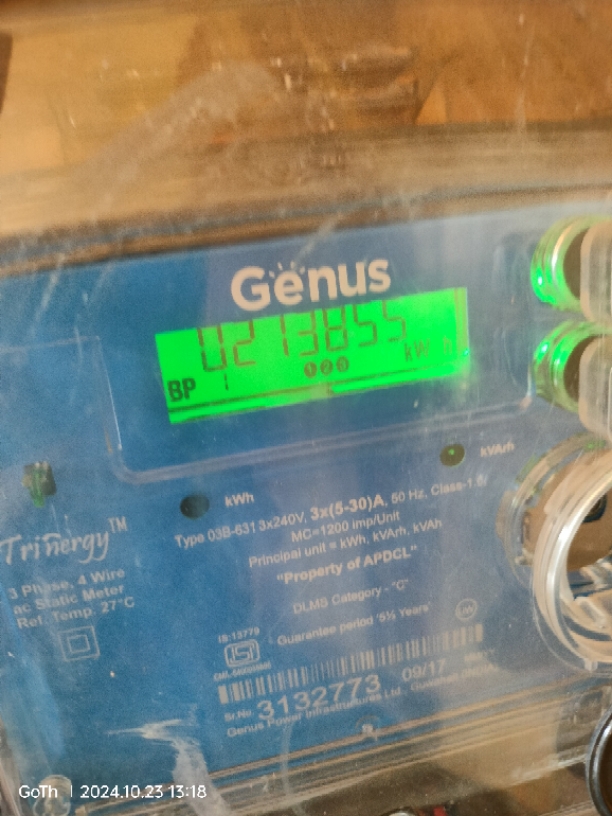 Genus
0213855
kWh
BP 1
1 2 3
kWh
kVArh
Type 03B-631 3x240V, 3x(5-30)A, 50 Hz, Class-1.0
MC=1200 imp/Unit
Principal unit = kWh, kVArh, kVAh
"Property of APDCL"
DLMS Category - "C"
Guarantee period '5½ Years'
Trinergy™
3 Phase, 4 Wire
ac Static Meter
Ref. Temp. 27°C
IS:13779
ISI
09/17
Sr.No. 3132773
Genus Power Infrastructures Ltd.
GoTh | 2024.10.23 13:18